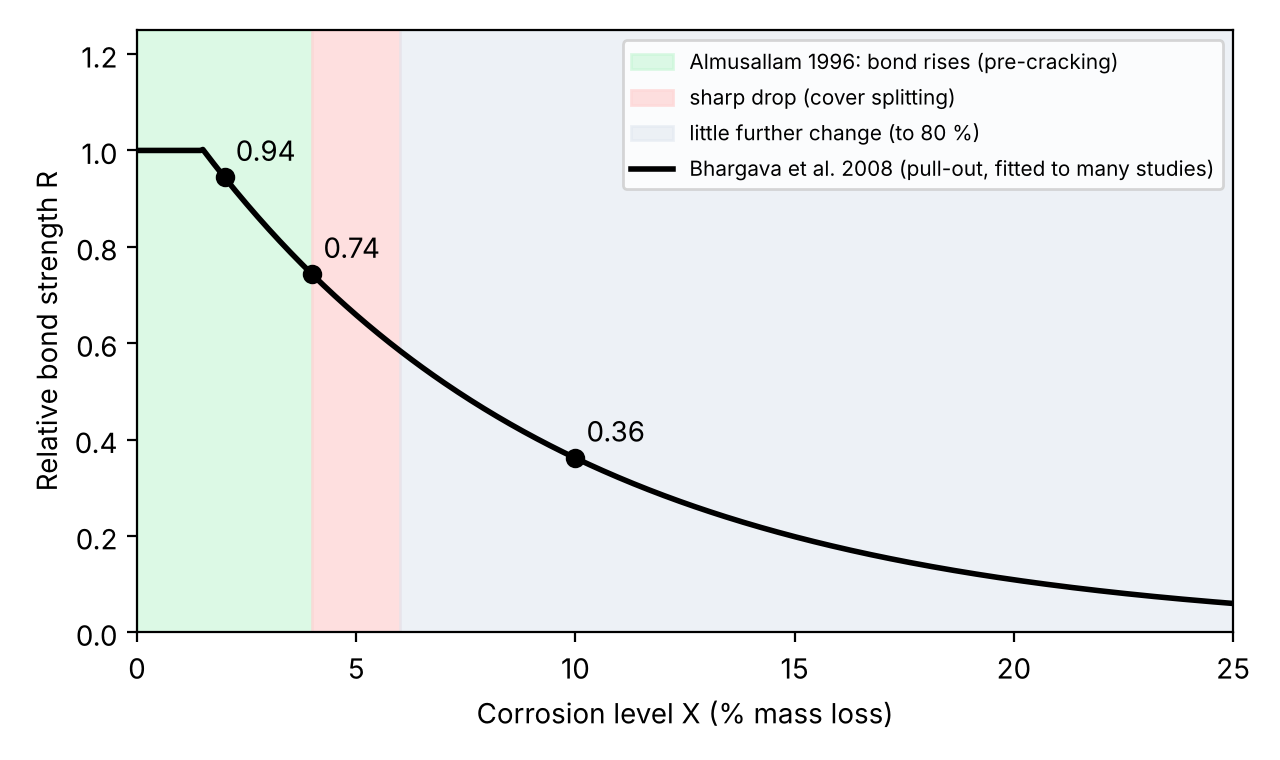 Almusallam 1996: bond rises (pre-cracking)
sharp drop (cover splitting)
little further change (to 80 %)
Bhargava et al. 2008 (pull-out, fitted to many studies)
Relative bond strength R
1.2
1.0
0.8
0.6
0.4
0.2
0.0
0.94
0.74
0.36
0
5
10
15
20
25
Corrosion level X (% mass loss)